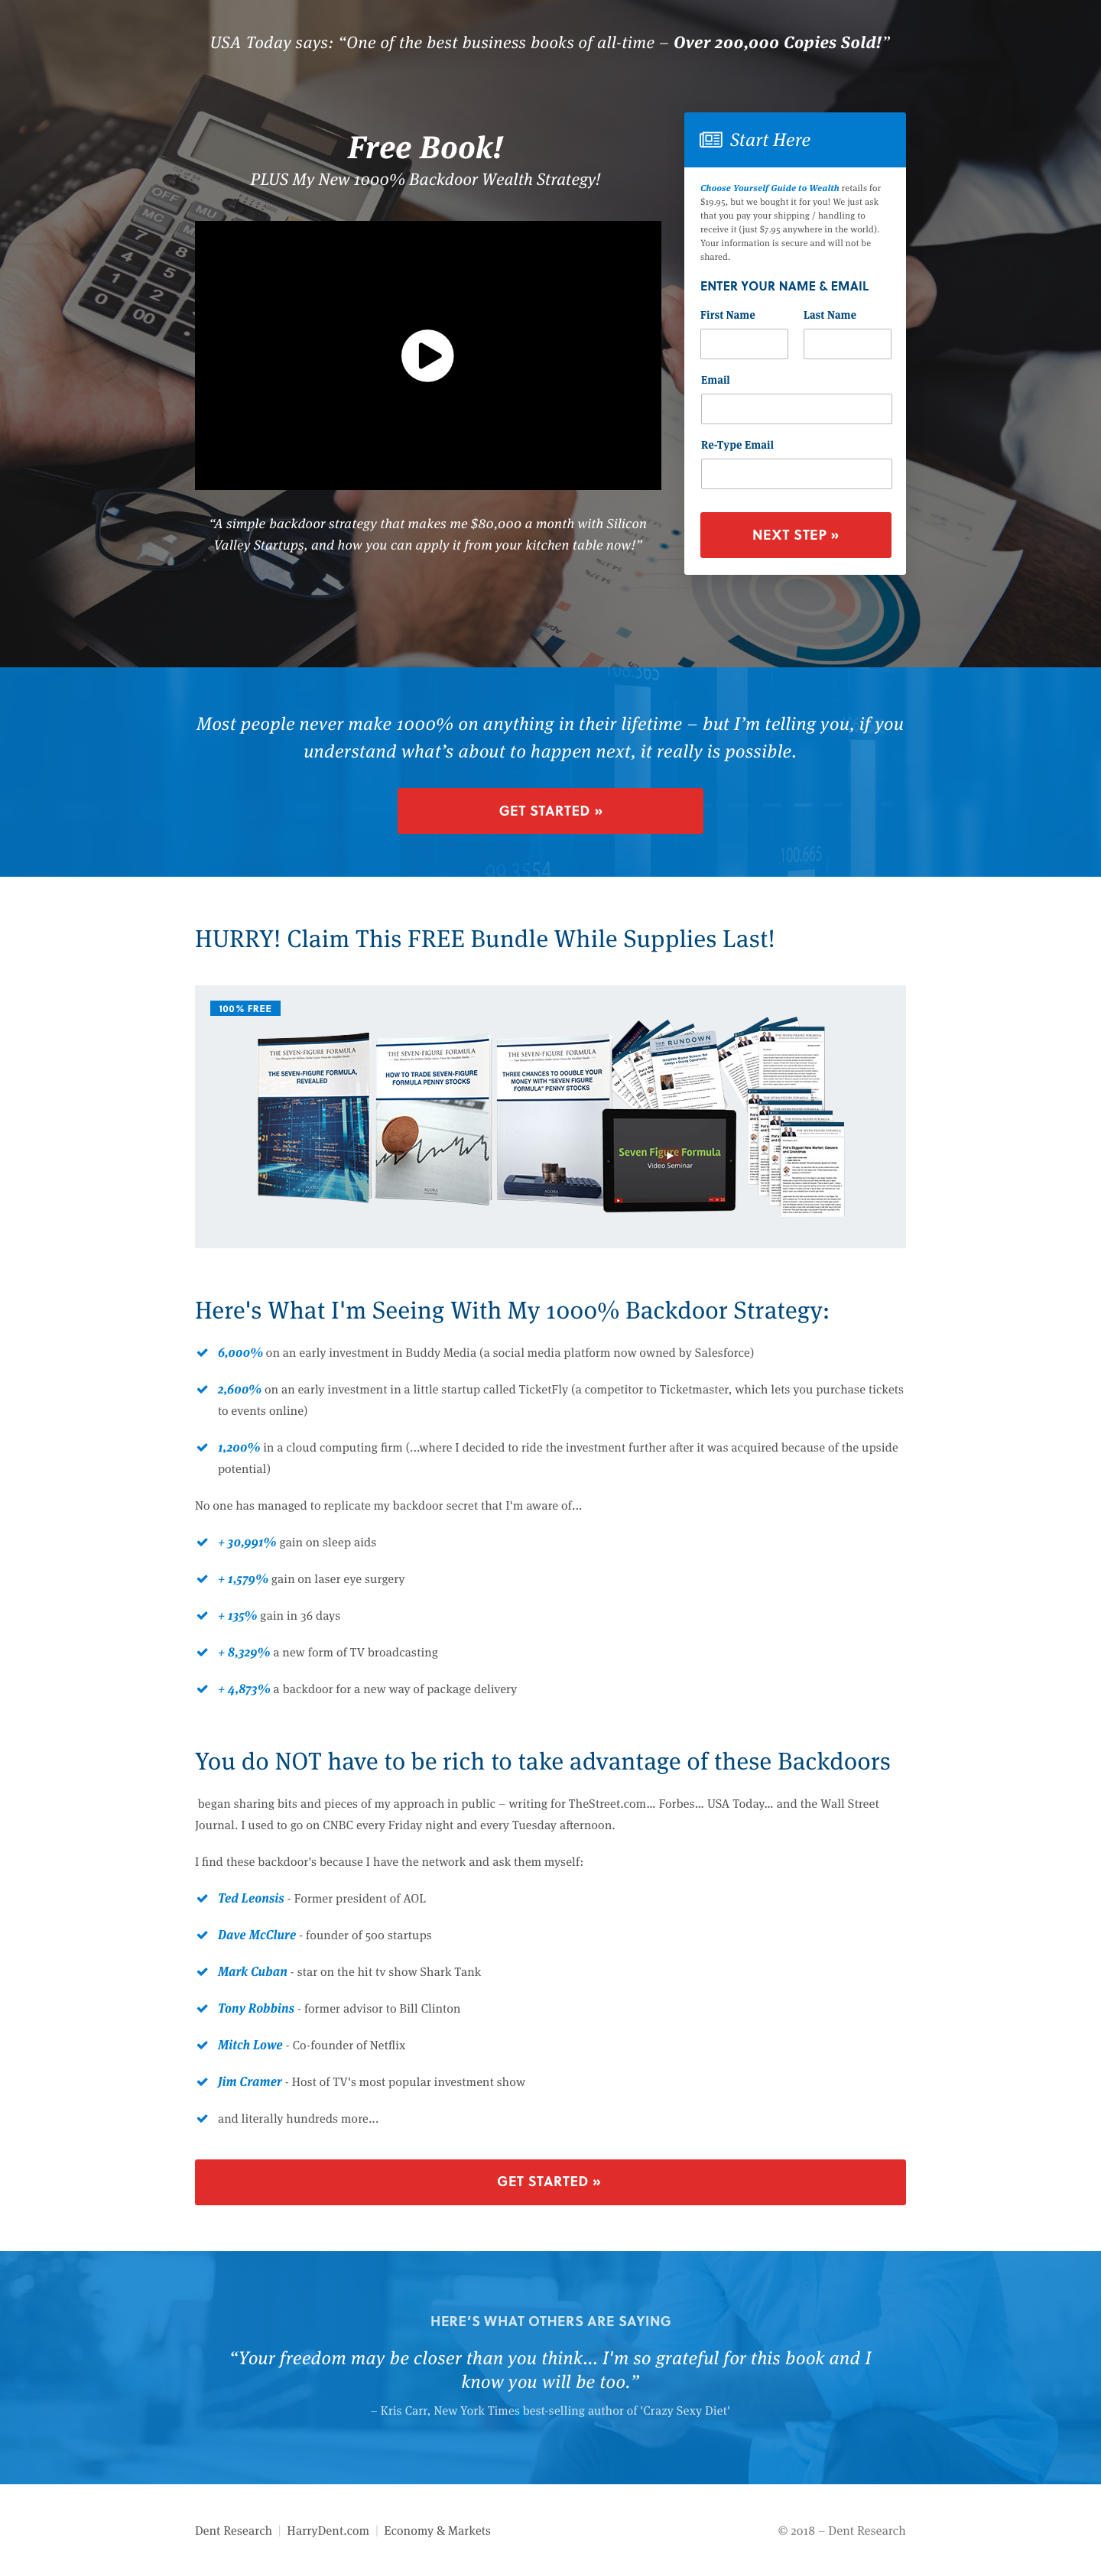 USA Today says: “One of the best business books of all-time – Over 200,000 Copies Sold!”
Free Book!
PLUS My New 1000% Backdoor Wealth Strategy!
“A simple backdoor strategy that makes me $80,000 a month with Silicon
Valley Startups, and how you can apply it from your kitchen table now!”
Start Here
Choose Yourself Guide to Wealth retails for
$19.95, but we bought it for you! We just ask
that you pay your shipping / handling to
receive it (just $7.95 anywhere in the world).
Your information is secure and will not be
shared.
ENTER YOUR NAME & EMAIL
First Name
Last Name
Email
Re-Type Email
NEXT STEP »
Most people never make 1000% on anything in their lifetime – but I’m telling you, if you
understand what’s about to happen next, it really is possible.
GET STARTED »
100.665
HURRY! Claim This FREE Bundle While Supplies Last!
100% FREE
THE SEVEN-FIGURE FORMULA
THE SEVEN-FIGURE FORMULA,
REVEALED
THE SEVEN-FIGURE FORMULA
HOW TO TRADE SEVEN-FIGURE
FORMULA PENNY STOCKS
THE SEVEN-FIGURE FORMULA
THREE CHANCES TO DOUBLE YOUR
MONEY WITH “SEVEN FIGURE
FORMULA” PENNY STOCKS
THE RUNDOWN
Seven Figure Formula
Video Seminar
Here's What I'm Seeing With My 1000% Backdoor Strategy:
6,000% on an early investment in Buddy Media (a social media platform now owned by Salesforce)
2,600% on an early investment in a little startup called TicketFly (a competitor to Ticketmaster, which lets you purchase tickets
to events online)
1,200% in a cloud computing firm (...where I decided to ride the investment further after it was acquired because of the upside
potential)
No one has managed to replicate my backdoor secret that I'm aware of...
+ 30,991% gain on sleep aids
+ 1,579% gain on laser eye surgery
+ 135% gain in 36 days
+ 8,329% a new form of TV broadcasting
+ 4,873% a backdoor for a new way of package delivery
You do NOT have to be rich to take advantage of these Backdoors
began sharing bits and pieces of my approach in public – writing for TheStreet.com... Forbes... USA Today... and the Wall Street
Journal. I used to go on CNBC every Friday night and every Tuesday afternoon.
I find these backdoor's because I have the network and ask them myself:
Ted Leonsis - Former president of AOL
Dave McClure - founder of 500 startups
Mark Cuban - star on the hit tv show Shark Tank
Tony Robbins - former advisor to Bill Clinton
Mitch Lowe - Co-founder of Netflix
Jim Cramer - Host of TV's most popular investment show
and literally hundreds more...
GET STARTED »
HERE’S WHAT OTHERS ARE SAYING
“Your freedom may be closer than you think... I'm so grateful for this book and I
know you will be too.”
– Kris Carr, New York Times best-selling author of 'Crazy Sexy Diet'
Dent Research | HarryDent.com | Economy & Markets
© 2018 – Dent Research